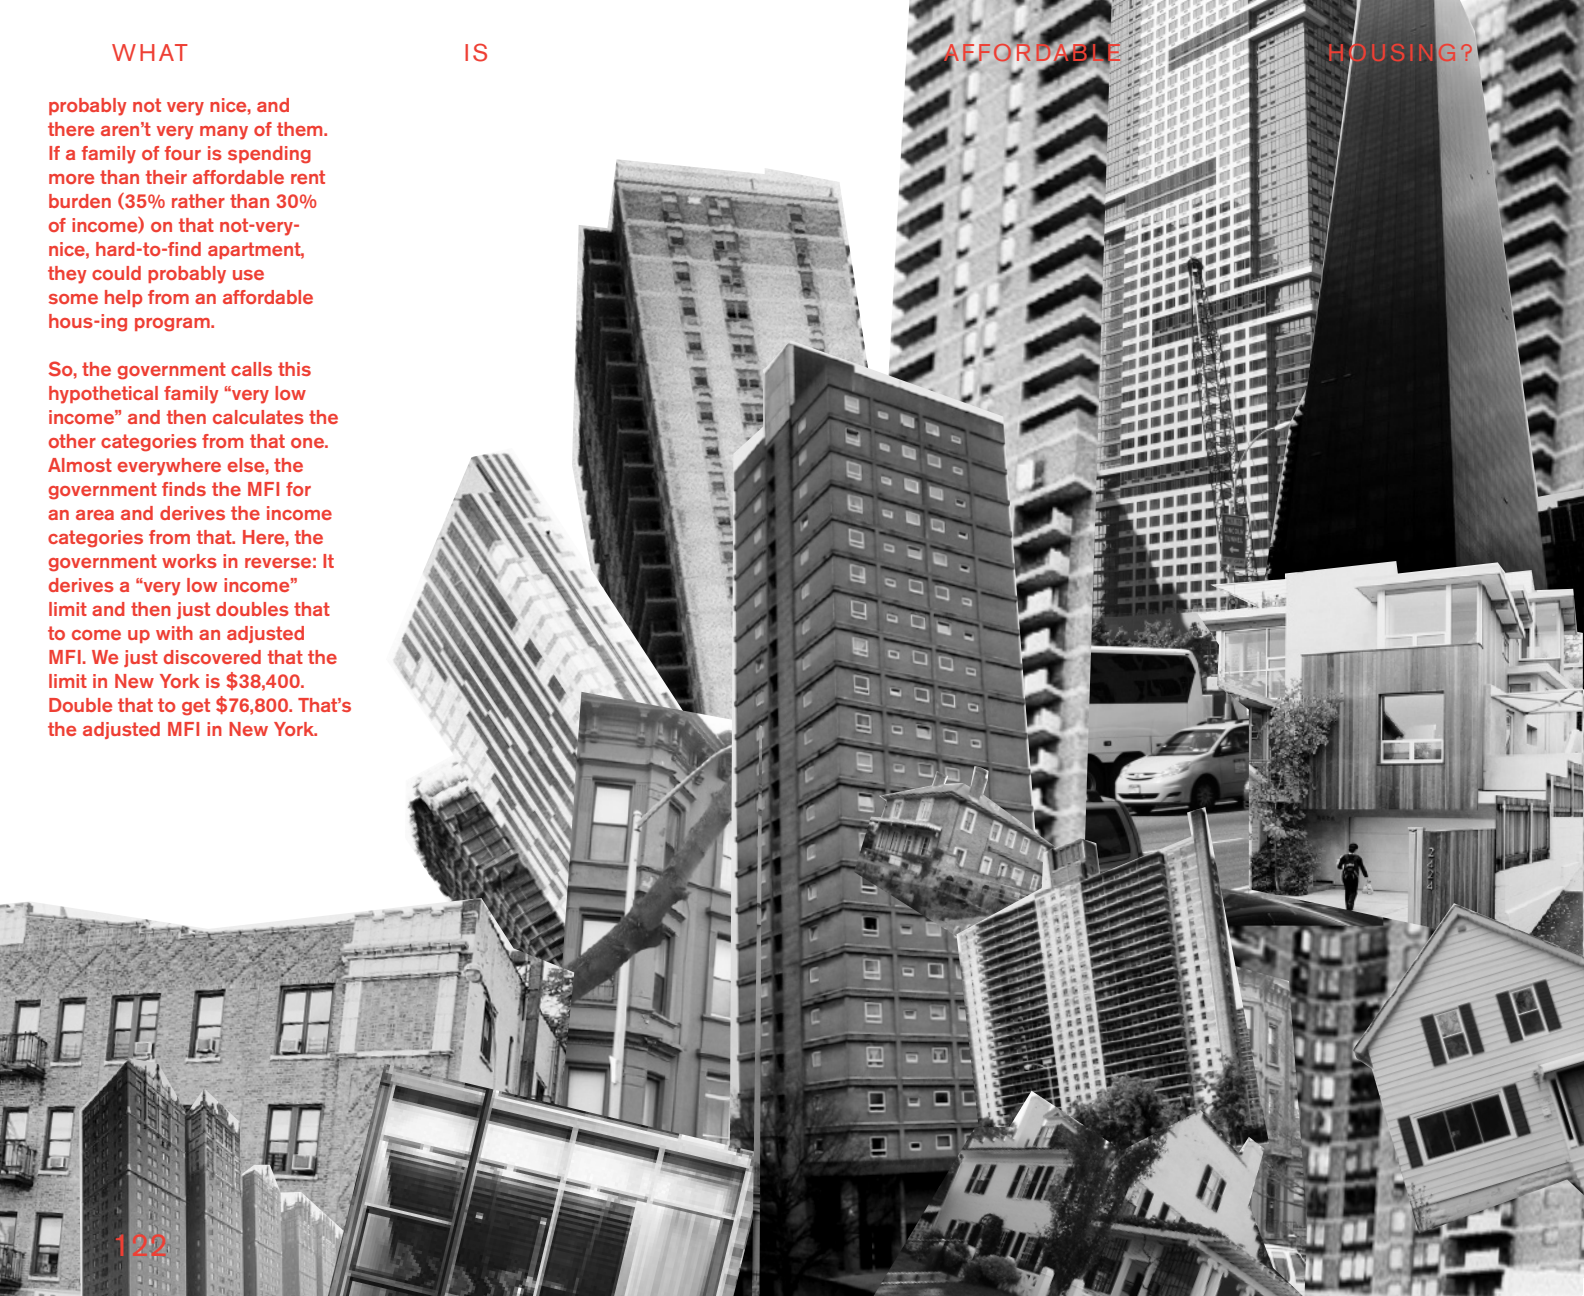 WHAT IS AFFORDABLE HOUSING?
probably not very nice, and
there aren’t very many of them.
If a family of four is spending
more than their affordable rent
burden (35% rather than 30%
of income) on that not-very-
nice, hard-to-find apartment,
they could probably use
some help from an affordable
hous-ing program.
So, the government calls this
hypothetical family “very low
income” and then calculates the
other categories from that one.
Almost everywhere else, the
government finds the MFI for
an area and derives the income
categories from that. Here, the
government works in reverse: It
derives a “very low income”
limit and then just doubles that
to come up with an adjusted
MFI. We just discovered that the
limit in New York is $38,400.
Double that to get $76,800. That’s
the adjusted MFI in New York.
2424
122